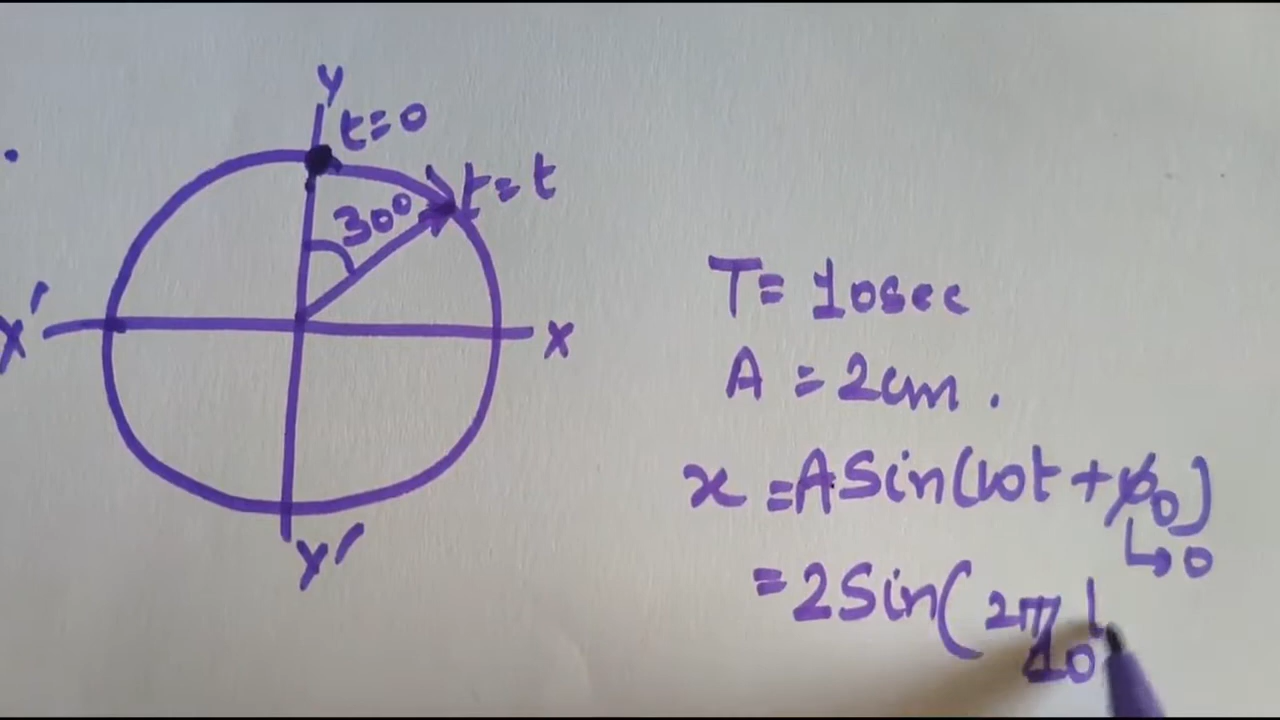 y
t=0
t=t
30°
x'
x
y'
T= 10sec
A = 2cm.
x =ASin(ωt +φ₀)
↳0
=2Sin( 2π/10 t